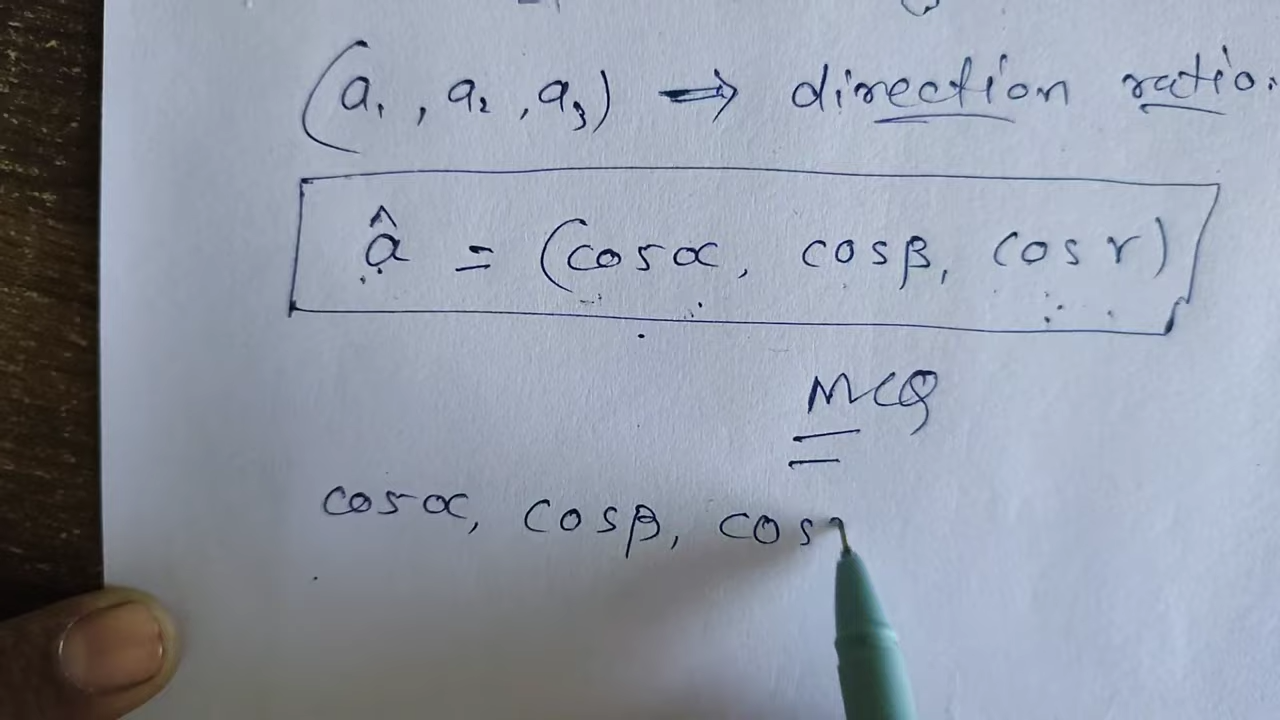 (a₁, a₂, a₃) ⇒ direction ratio.
â = (cosα, cosβ, cosγ)
MCQ
cosα, cosβ, cos